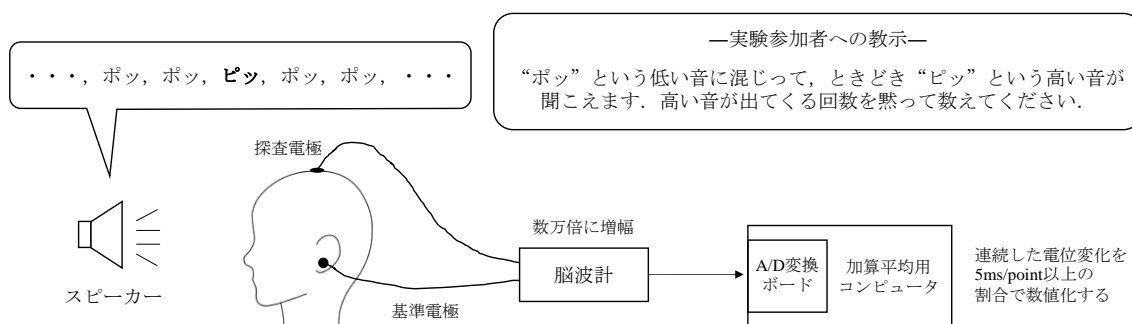 ―実験参加者への教示―
“ポッ”という低い音に混じって，ときどき“ピッ”という高い音が
聞こえます．高い音が出てくる回数を黙って数えてください．
・・・，ポッ，ポッ，ピッ，ポッ，ポッ，・・・
探査電極
数万倍に増幅
脳波計
A/D変換
ボード
加算平均用
コンピュータ
連続した電位変化を
5ms/point以上の
割合で数値化する
スピーカー
基準電極